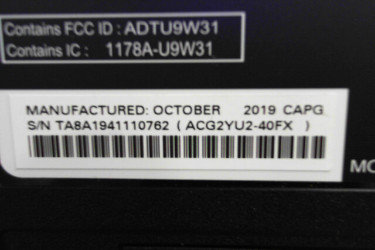 Contains FCC ID : ADTU9W31
Contains IC : 1178A-U9W31
MANUFACTURED: OCTOBER 2019 CAPG
S/N TA8A1941110762 ( ACG2YU2-40FX )